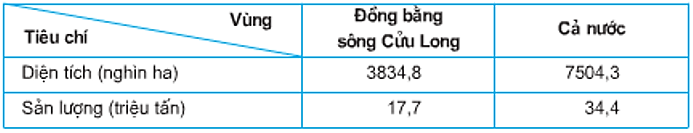 Vùng
Tiêu chí
Đồng bằng
sông Cửu Long
Cả nước
Diện tích (nghìn ha) 3834,8 7504,3
Sản lượng (triệu tấn) 17,7 34,4